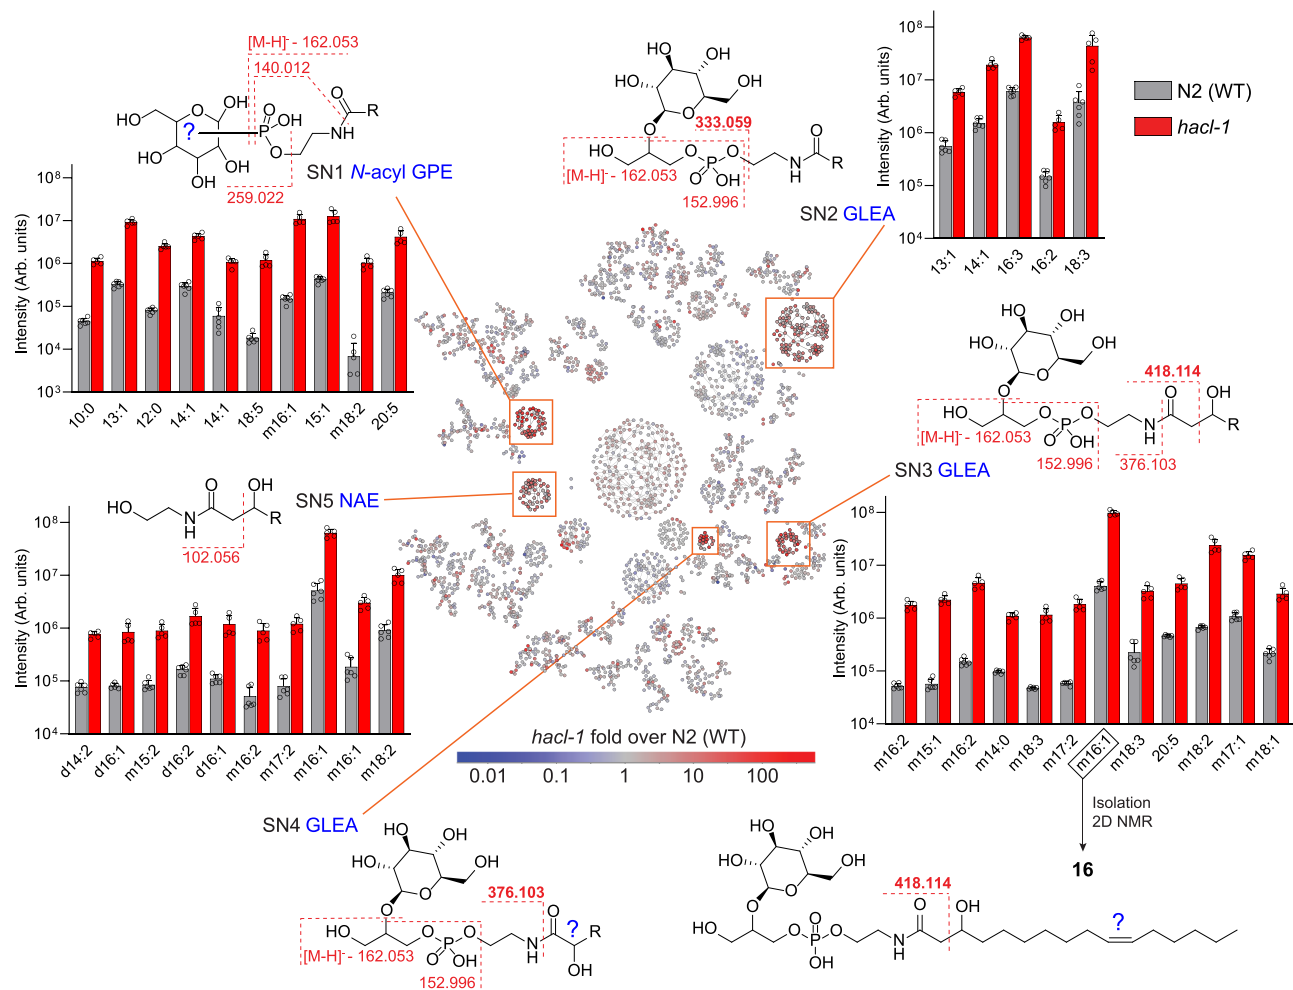 [M-H]⁻ - 162.053
140.012
HO
O
OH
O
R
HO
?
P
OH
NH
O
OH
HO
OH
259.022
SN1 N-acyl GPE
Intensity (Arb. units)
10⁸
10⁷
10⁶
10⁵
10⁴
10³
10:0
13:1
12:0
14:1
14:1
18:5
m16:1
15:1
m18:2
20:5
HO
OH
HO
OH
O
O
333.059
HO
O
P
O
O
OH
N
H
O
R
[M-H]⁻ - 162.053
152.996
SN2 GLEA
Intensity (Arb. units)
10⁸
10⁷
10⁶
10⁵
10⁴
13:1
14:1
16:3
16:2
18:3
N2 (WT)
hacl-1
HO
OH
HO
OH
O
O
418.114
HO
O
P
O
O
OH
N
H
O
OH
R
[M-H]⁻ - 162.053
152.996
376.103
SN3 GLEA
HO
N
H
O
OH
R
102.056
SN5 NAE
Intensity (Arb. units)
10⁸
10⁷
10⁶
10⁵
10⁴
d14:2
d16:1
m15:2
d16:2
d16:1
m16:2
m17:2
m16:1
m16:1
m18:2
Intensity (Arb. units)
10⁸
10⁷
10⁶
10⁵
10⁴
m16:2
m15:1
m16:2
m14:0
m18:3
m17:2
m16:1
m18:3
20:5
m18:2
m17:1
m18:1
Isolation
2D NMR
16
hacl-1 fold over N2 (WT)
0.01 0.1 1 10 100
SN4 GLEA
HO
OH
HO
OH
O
O
376.103
HO
O
P
O
O
OH
N
H
O
?
R
OH
[M-H]⁻ - 162.053
152.996
HO
OH
HO
OH
O
O
418.114
HO
O
O
P
OH
O
N
H
O
OH
?